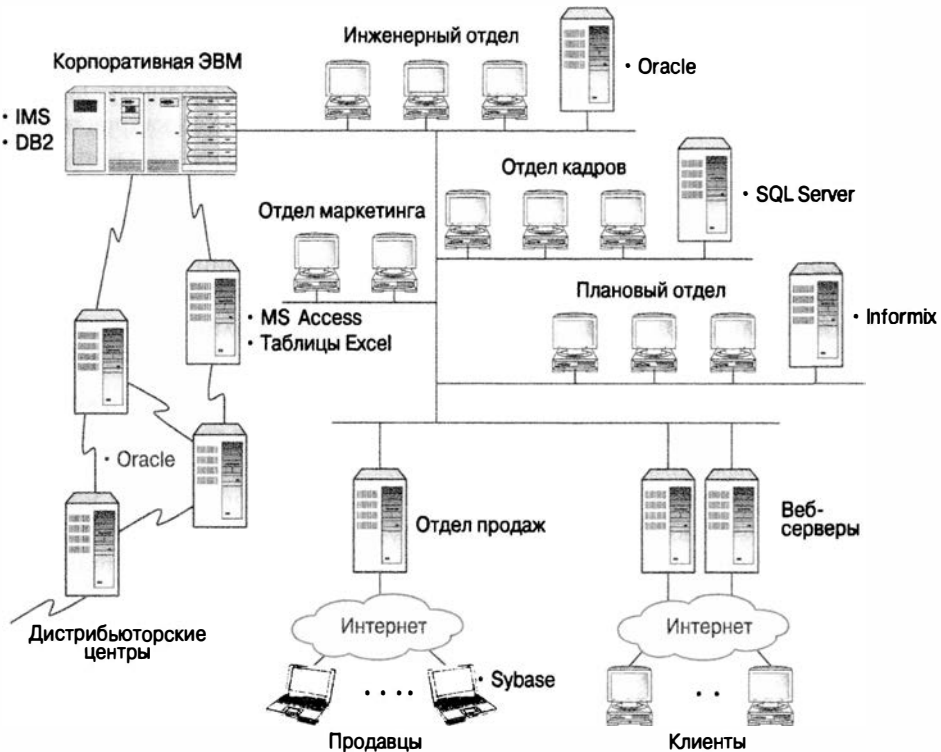 Инженерный отдел
Корпоративная ЭВМ
• Oracle
• IMS
• DB2
Отдел кадров
• SQL Server
Отдел маркетинга
Плановый отдел
• MS Access
• Таблицы Excel
• Informix
• Oracle
Отдел продаж
Веб-
серверы
Интернет
Интернет
Дистрибьюторские
центры
• Sybase
Продавцы
Клиенты